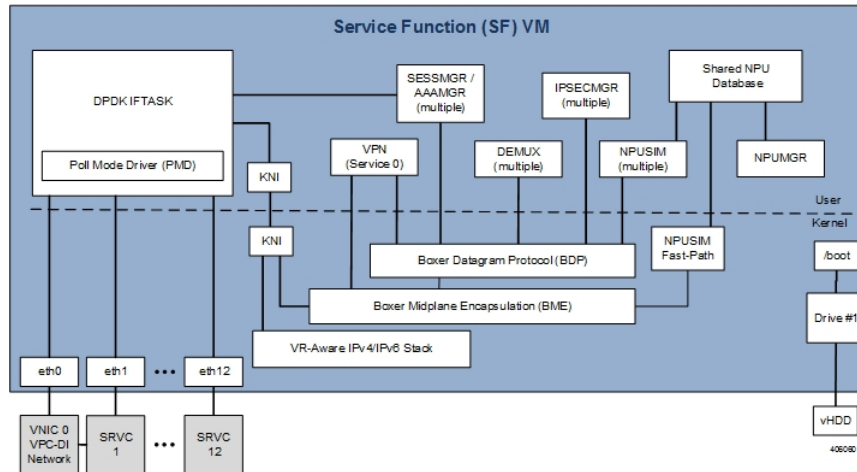 Service Function (SF) VM
DPDK IFTASK
Poll Mode Driver (PMD)
SESSMGR /
AAAMGR
(multiple)
IPSECMGR
(multiple)
Shared NPU
Database
VPN
(Service 0)
DEMUX
(multiple)
NPUSIM
(multiple)
NPUMGR
KNI
User
Kernel
KNI
Boxer Datagram Protocol (BDP)
NPUSIM
Fast-Path
/boot
Boxer Midplane Encapsulation (BME)
Drive #1
VR-Aware IPv4/IPv6 Stack
eth0
eth1
•••
eth12
VNIC 0
VPC-DI
Network
SRVC
1
•••
SRVC
12
vHDD
406060